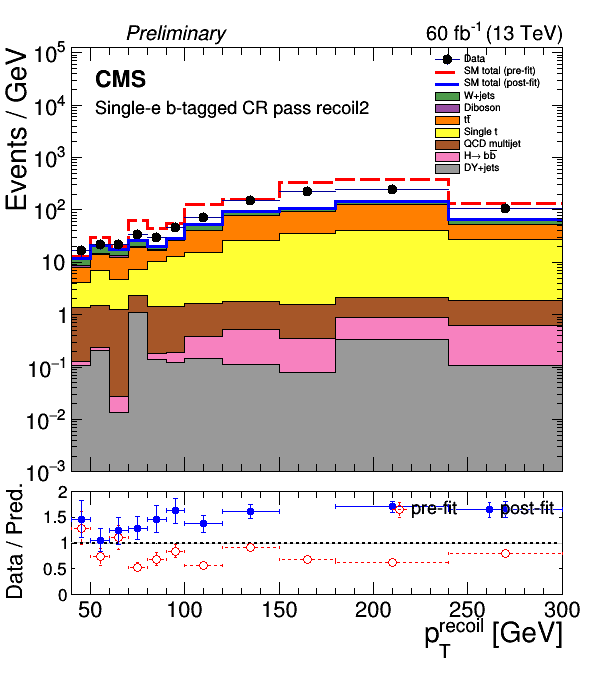 Preliminary 60 fb⁻¹ (13 TeV)
CMS
Single-e b-tagged CR pass recoil2
Data
SM total (pre-fit)
SM total (post-fit)
W+jets
Diboson
tt̄
Single t
QCD multijet
H→ bb̄
DY+jets
Events / GeV
10⁵
10⁴
10³
10²
10
1
10⁻¹
10⁻²
10⁻³
Data / Pred.
2
1.5
1
0.5
0
pre-fit post-fit
50 100 150 200 250 300
p_T^recoil [GeV]